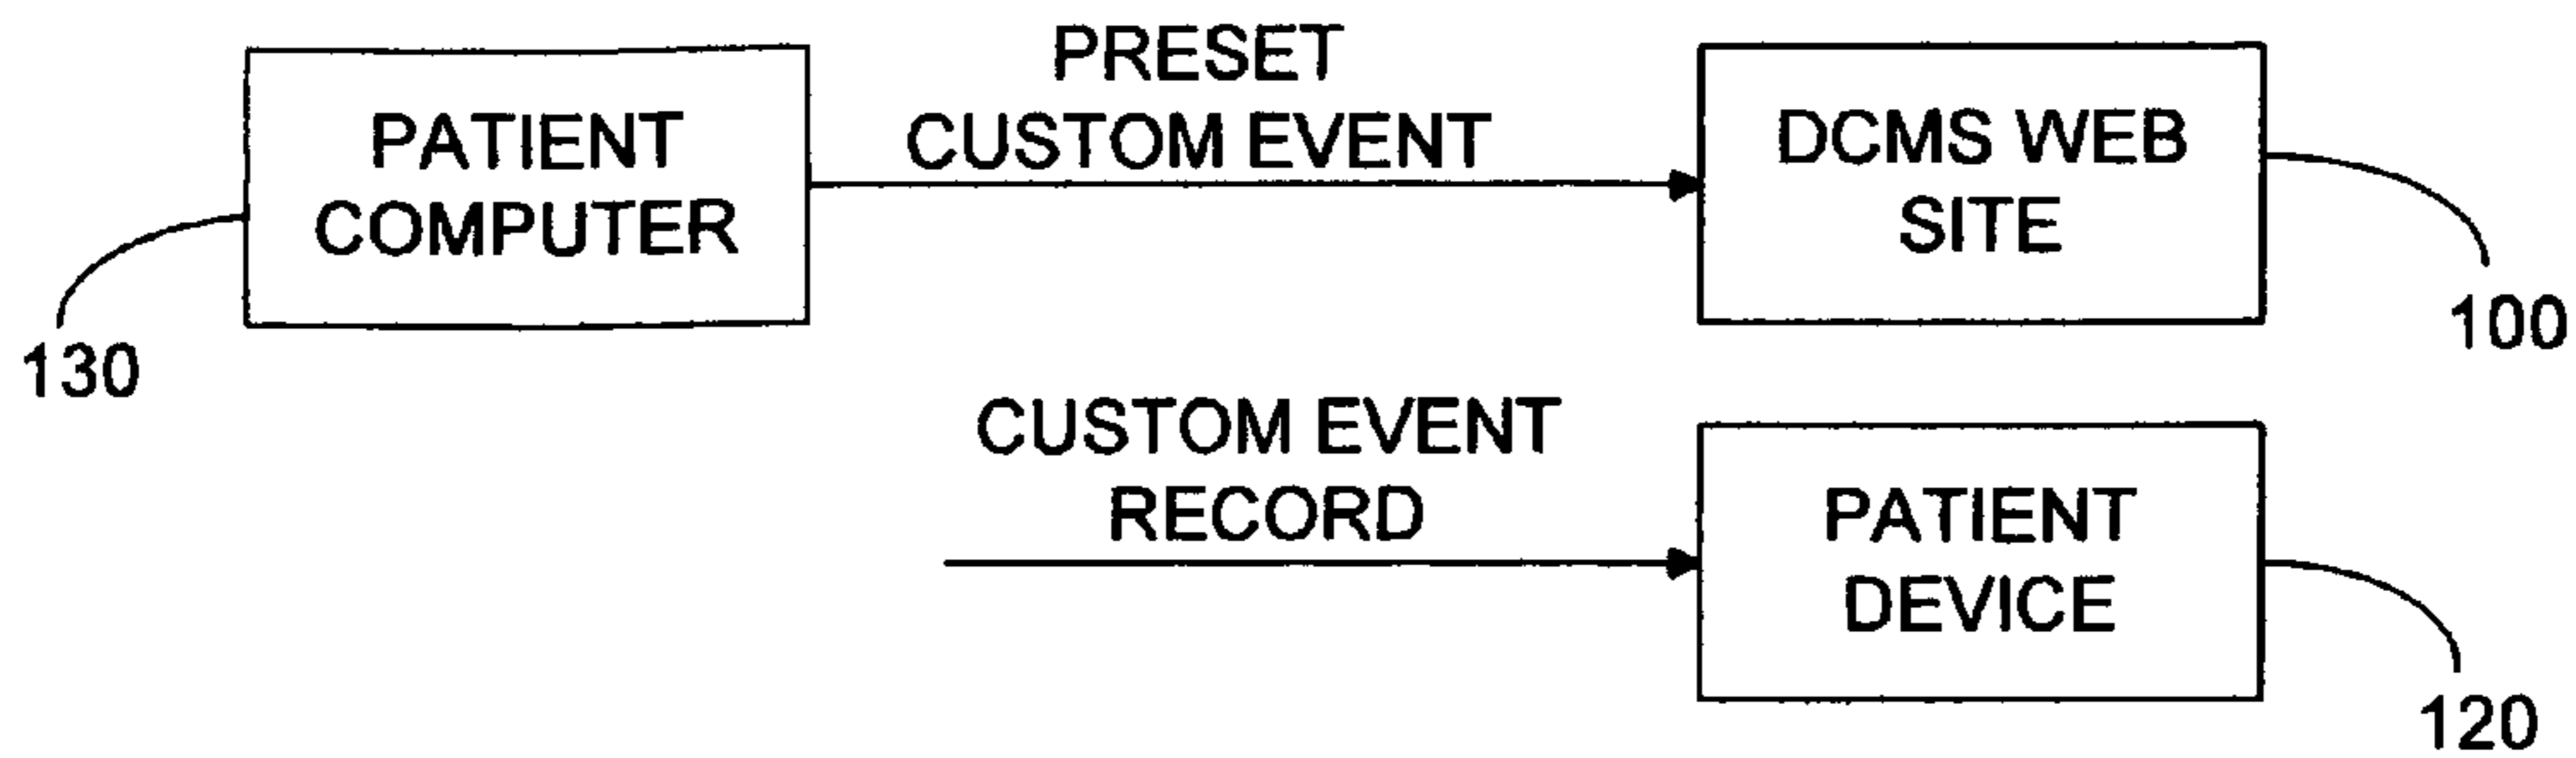 PATIENT
COMPUTER
130
PRESET
CUSTOM EVENT
DCMS WEB
SITE
100
CUSTOM EVENT
RECORD
PATIENT
DEVICE
120